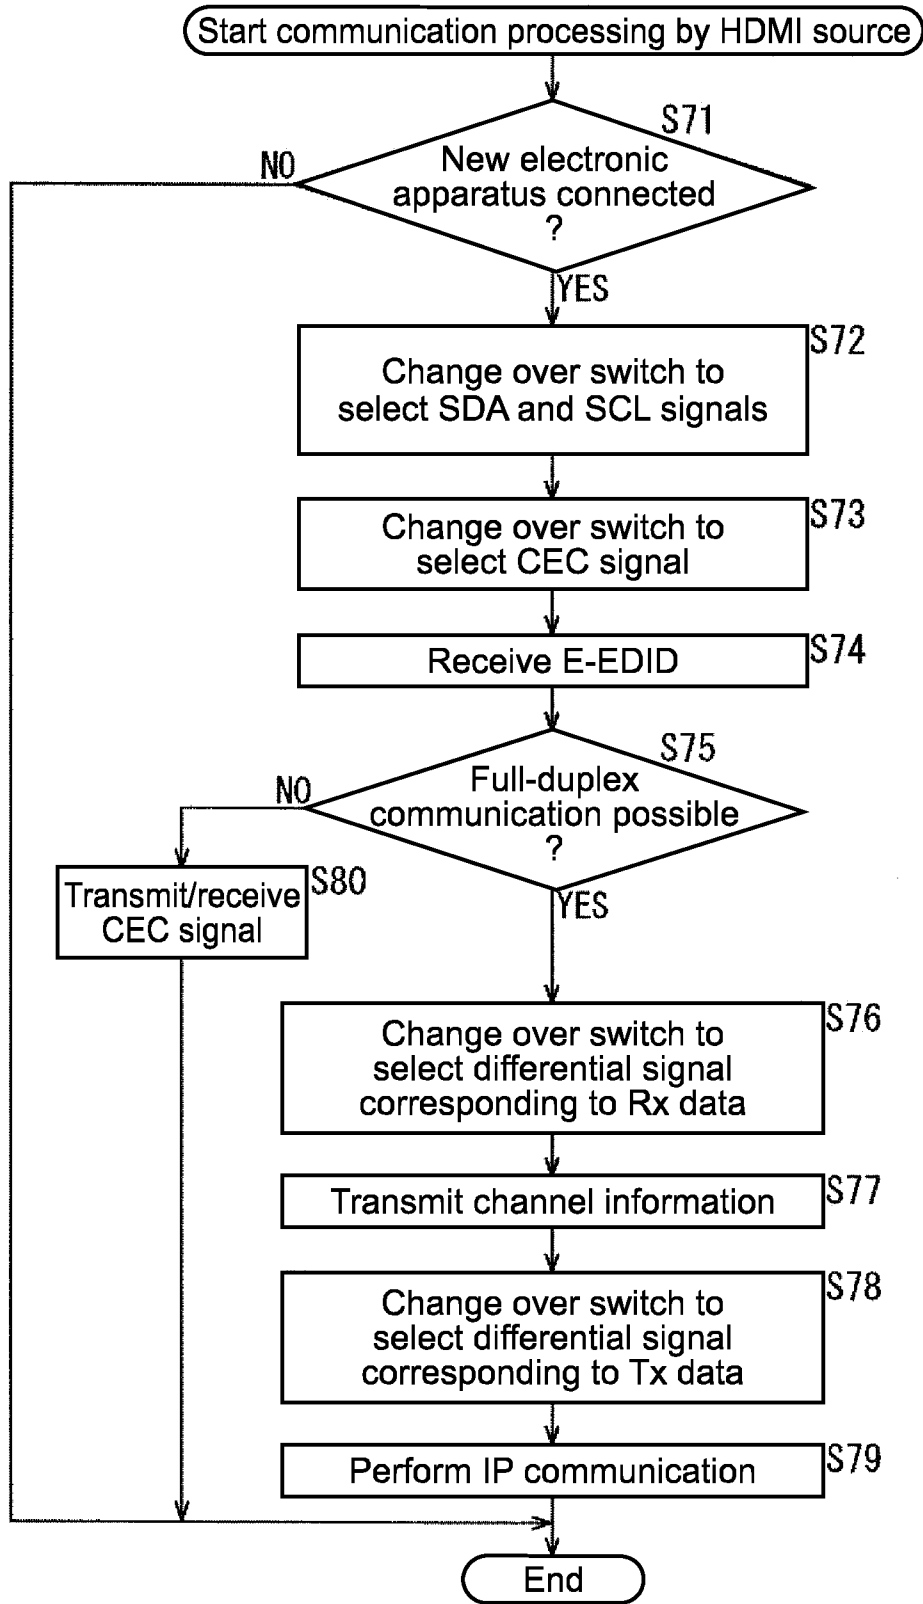 Start communication processing by HDMI source
S71
New electronic
apparatus connected
?
NO
YES
S72
Change over switch to
select SDA and SCL signals
S73
Change over switch to
select CEC signal
S74
Receive E-EDID
S75
Full-duplex
communication possible
?
NO
YES
S80
Transmit/receive
CEC signal
S76
Change over switch to
select differential signal
corresponding to Rx data
S77
Transmit channel information
S78
Change over switch to
select differential signal
corresponding to Tx data
S79
Perform IP communication
End